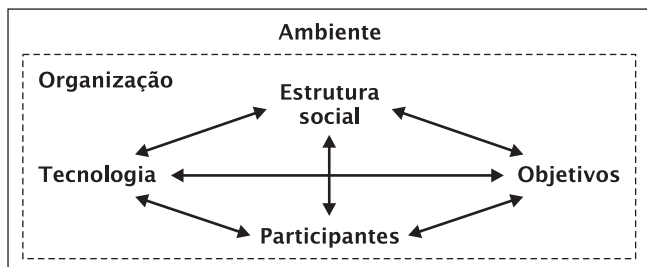 Ambiente
Organização
Estrutura
social
Tecnologia
Objetivos
Participantes